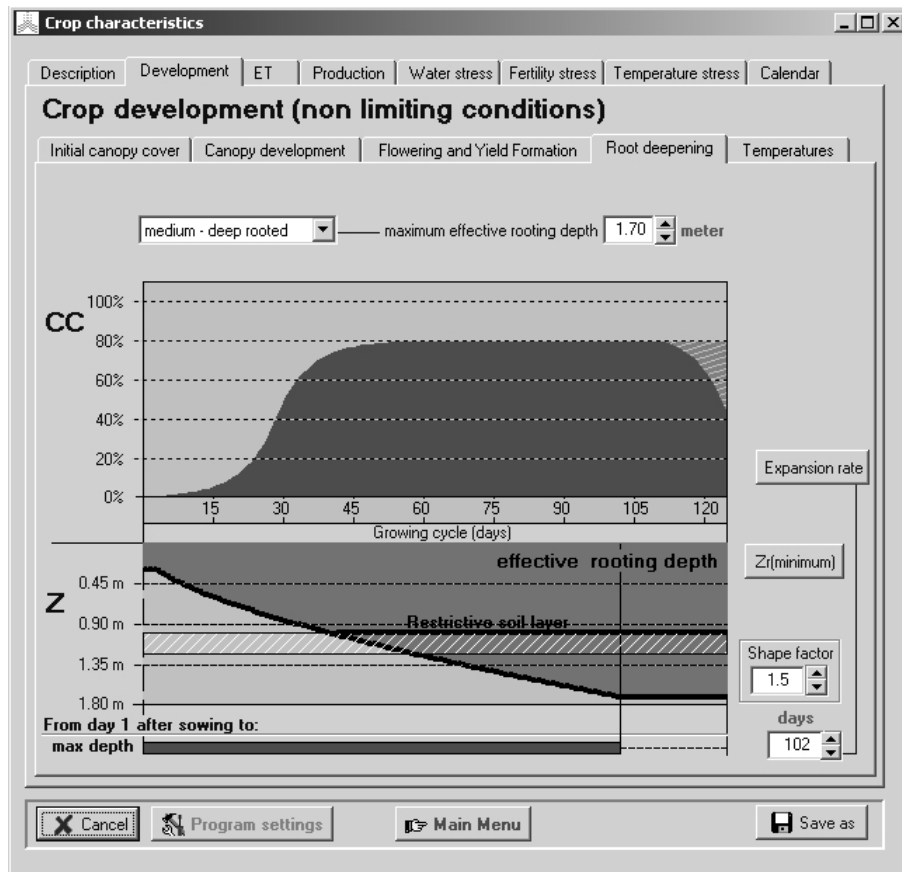 Crop characteristics
Description Development ET Production Water stress Fertility stress Temperature stress Calendar
Crop development (non limiting conditions)
Initial canopy cover Canopy development Flowering and Yield Formation Root deepening Temperatures
medium - deep rooted maximum effective rooting depth 1.70 meter
CC
100%
80%
60%
40%
20%
0%
15 30 45 60 75 90 105 120
Growing cycle (days)
Expansion rate
effective rooting depth
Zr(minimum)
Z
0.45 m
0.90 m
Restrictive soil layer
1.35 m
1.80 m
Shape factor
1.5
From day 1 after sowing to:
max depth
days
102
Cancel Program settings Main Menu Save as